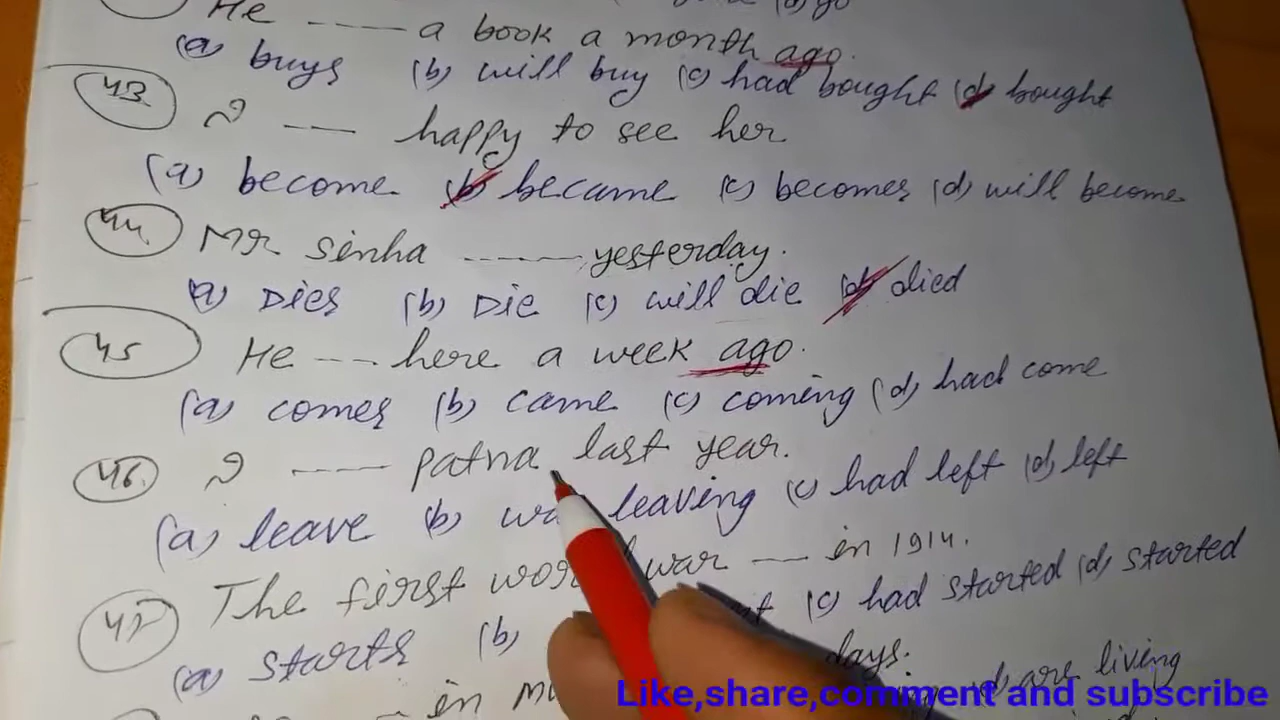 He ------ a book a month ago.
(a) buys (b) will buy (c) had bought (d) bought
43. I ---- happy to see her.
(a) become (b) became (c) becomes (d) will become
44. Mr Sinha ------- yesterday.
(a) Dies (b) Die (c) will die (d) died
45 He ---- here a week ago.
(a) comes (b) came (c) coming (d) had come
46. I ------ patna last year.
(a) leave (b) leaving (c) had left (d) left
The first war --- in 1914.
(a) starts (b) (c) had started (d) started
in days.
(d) are living
Like,share,comment and subscribe